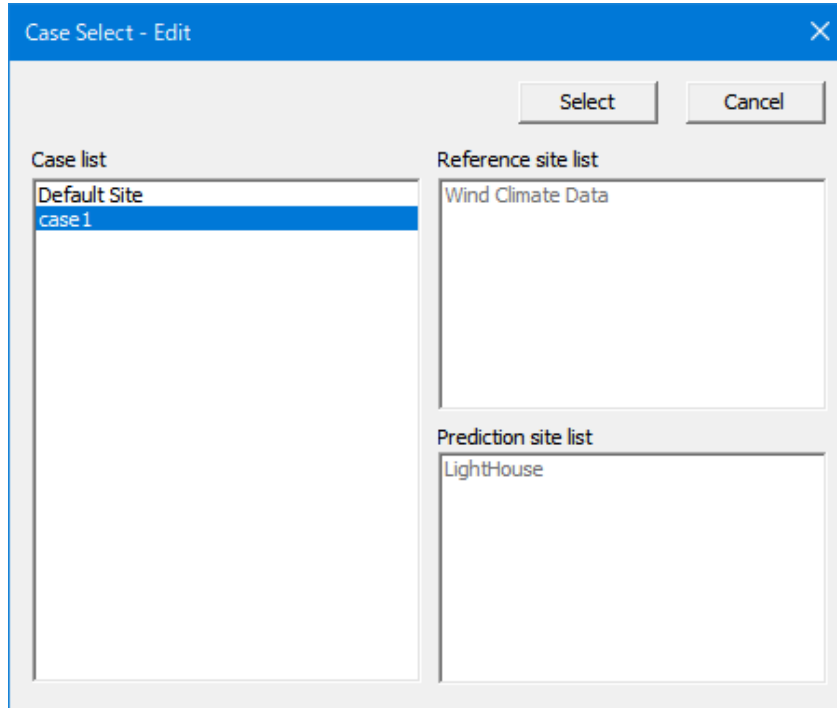 Case Select - Edit
Select
Cancel
Case list
Default Site
case1
Reference site list
Wind Climate Data
Prediction site list
LightHouse